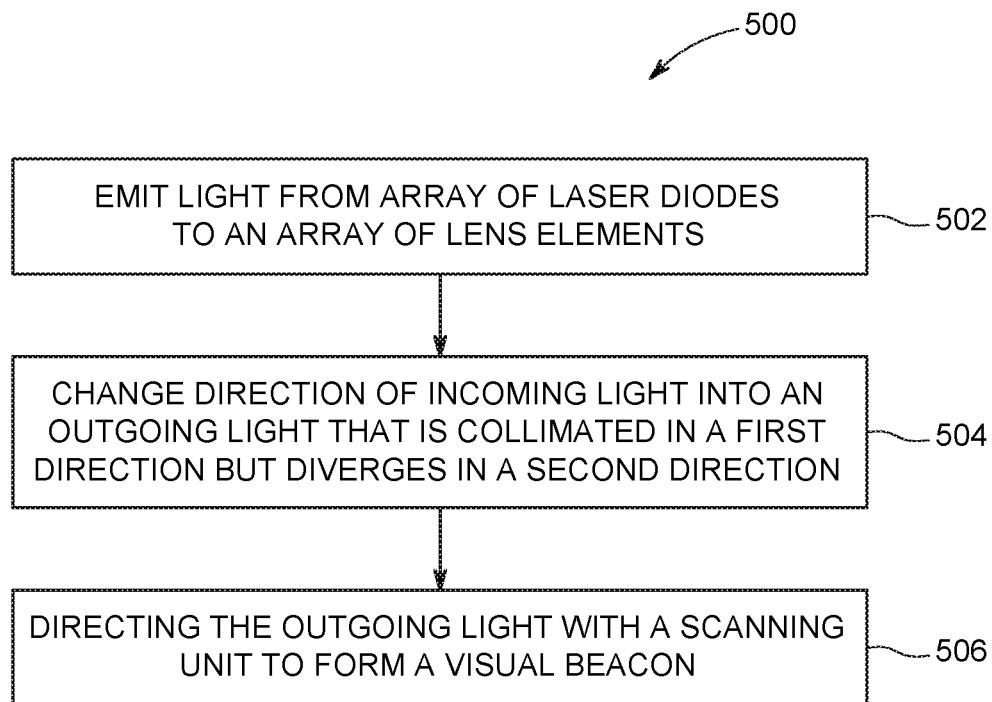 500
EMIT LIGHT FROM ARRAY OF LASER DIODES
TO AN ARRAY OF LENS ELEMENTS
502
CHANGE DIRECTION OF INCOMING LIGHT INTO AN
OUTGOING LIGHT THAT IS COLLIMATED IN A FIRST
DIRECTION BUT DIVERGES IN A SECOND DIRECTION
504
DIRECTING THE OUTGOING LIGHT WITH A SCANNING
UNIT TO FORM A VISUAL BEACON
506